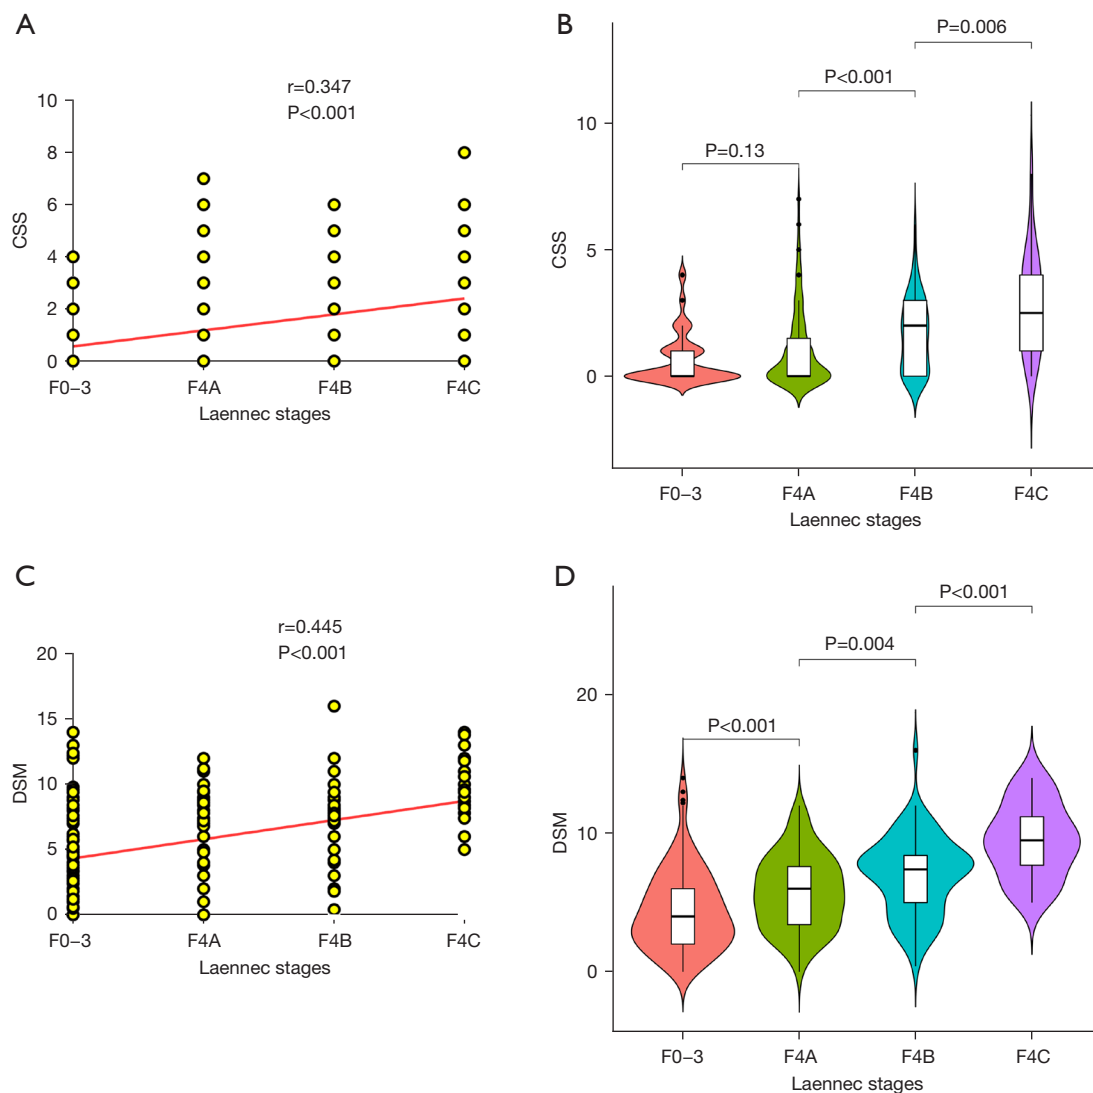 A
r=0.347
P<0.001
10
8
6
4
2
0
CSS
F0–3 F4A F4B F4C
Laennec stages
B
P=0.006
P<0.001
P=0.13
10
5
0
CSS
F0–3 F4A F4B F4C
Laennec stages
C
r=0.445
P<0.001
20
15
10
5
0
DSM
F0–3 F4A F4B F4C
Laennec stages
D
P<0.001
P=0.004
P<0.001
20
10
0
DSM
F0–3 F4A F4B F4C
Laennec stages